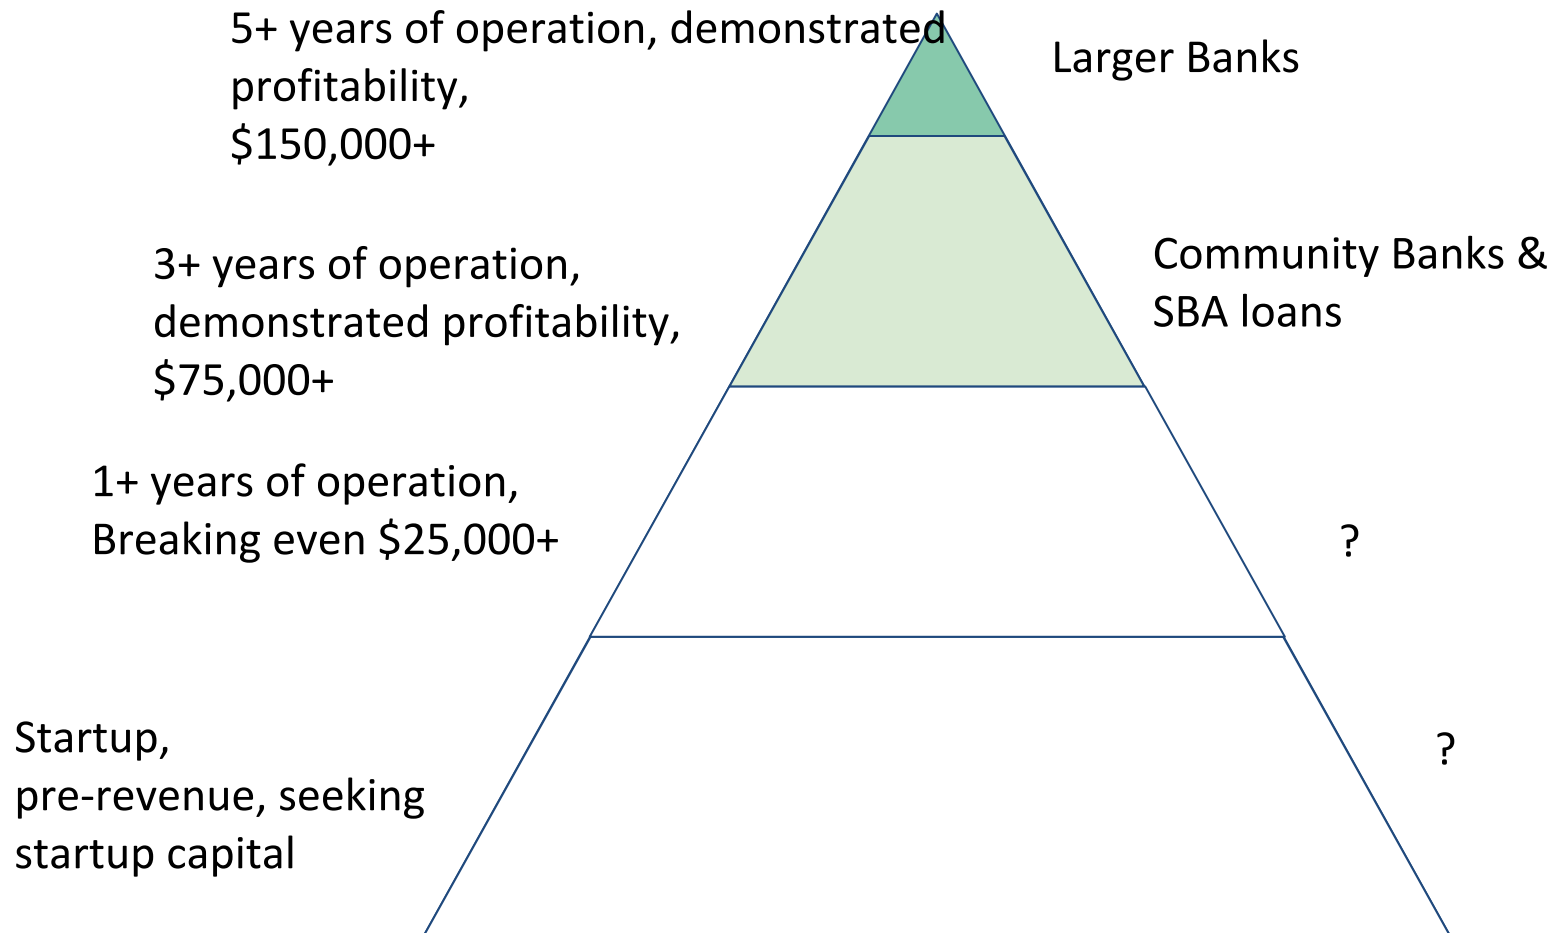 5+ years of operation, demonstrated
profitability,
$150,000+
Larger Banks
3+ years of operation,
demonstrated profitability,
$75,000+
Community Banks &
SBA loans
1+ years of operation,
Breaking even $25,000+
?
Startup,
pre-revenue, seeking
startup capital
?